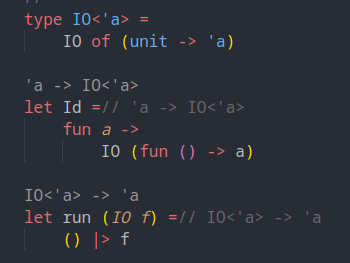 type IO<'a> =
IO of (unit -> 'a)
'a -> IO<'a>
let Id =// 'a -> IO<'a>
fun a ->
IO (fun () -> a)
IO<'a> -> 'a
let run (IO f) =// IO<'a> -> 'a
() |> f